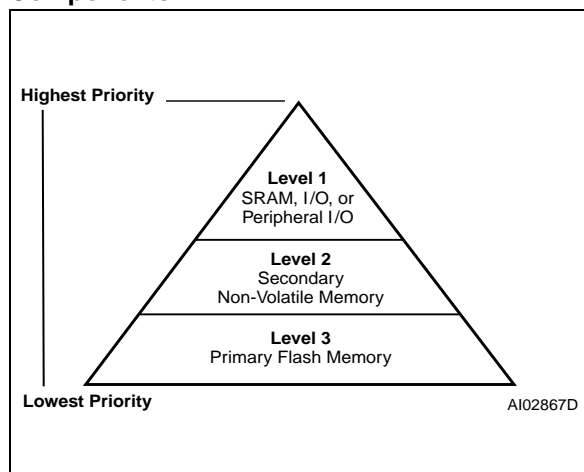 Highest Priority
Level 1
SRAM, I/O, or
Peripheral I/O
Level 2
Secondary
Non-Volatile Memory
Level 3
Primary Flash Memory
Lowest Priority
AI02867D